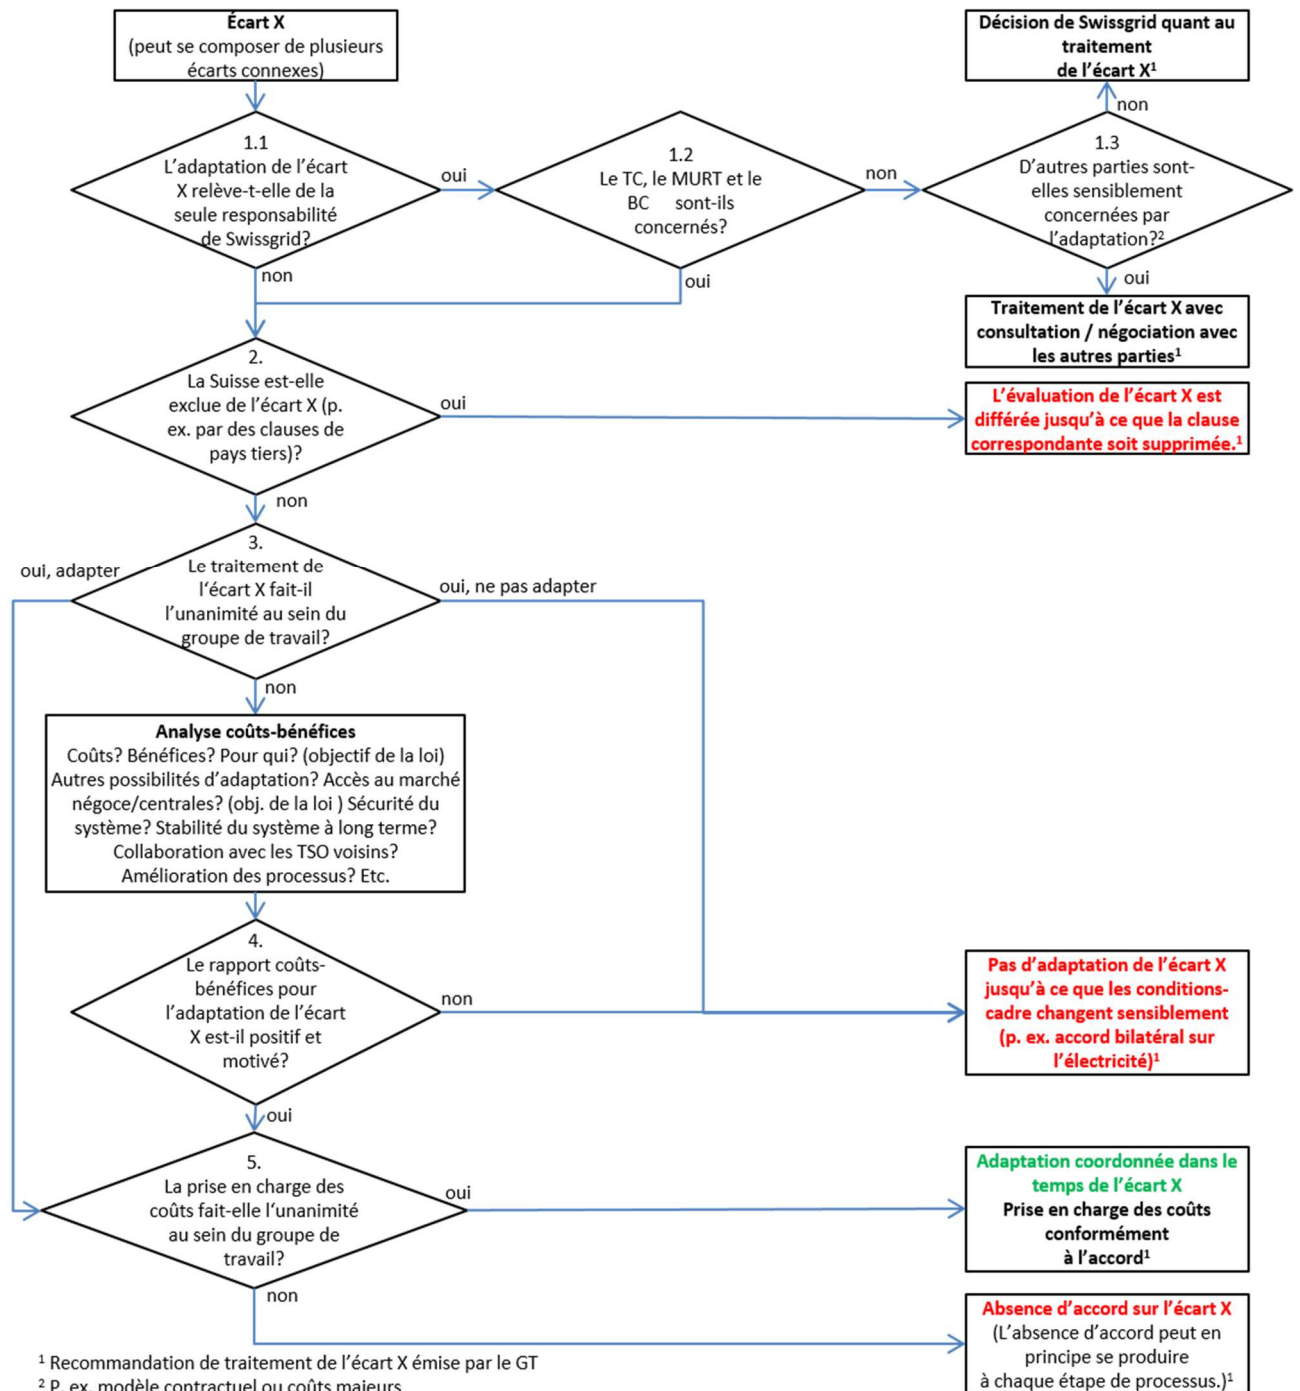 Écart X
(peut se composer de plusieurs
écarts connexes)
Décision de Swissgrid quant au
traitement
de l'écart X¹
non
1.1
L'adaptation de l'écart
X relève-t-elle de la
seule responsabilité
de Swissgrid?
oui
1.2
Le TC, le MURT et le
BC sont-ils
concernés?
non
1.3
D'autres parties sont-
elles sensiblement
concernées par
l'adaptation?²
non
oui
oui
Traitement de l'écart X avec
consultation / négociation avec
les autres parties¹
2.
La Suisse est-elle
exclue de l'écart X (p.
ex. par des clauses de
pays tiers)?
oui
L'évaluation de l'écart X est
différée jusqu'à ce que la clause
correspondante soit supprimée.¹
non
3.
Le traitement de
l'écart X fait-il
l'unanimité au sein du
groupe de travail?
oui, adapter
oui, ne pas adapter
non
Analyse coûts-bénéfices
Coûts? Bénéfices? Pour qui? (objectif de la loi)
Autres possibilités d'adaptation? Accès au marché
négoce/centrales? (obj. de la loi ) Sécurité du
système? Stabilité du système à long terme?
Collaboration avec les TSO voisins?
Amélioration des processus? Etc.
4.
Le rapport coûts-
bénéfices pour
l'adaptation de l'écart
X est-il positif et
motivé?
non
Pas d'adaptation de l'écart X
jusqu'à ce que les conditions-
cadre changent sensiblement
(p. ex. accord bilatéral sur
l'électricité)¹
oui
5.
La prise en charge des
coûts fait-elle l'unanimité
au sein du groupe de
travail?
oui
Adaptation coordonnée dans le
temps de l'écart X
Prise en charge des coûts
conformément
à l'accord¹
non
Absence d'accord sur l'écart X
(L'absence d'accord peut en
principe se produire
à chaque étape de processus.)¹
¹ Recommandation de traitement de l'écart X émise par le GT
² P. ex. modèle contractuel ou coûts majeurs